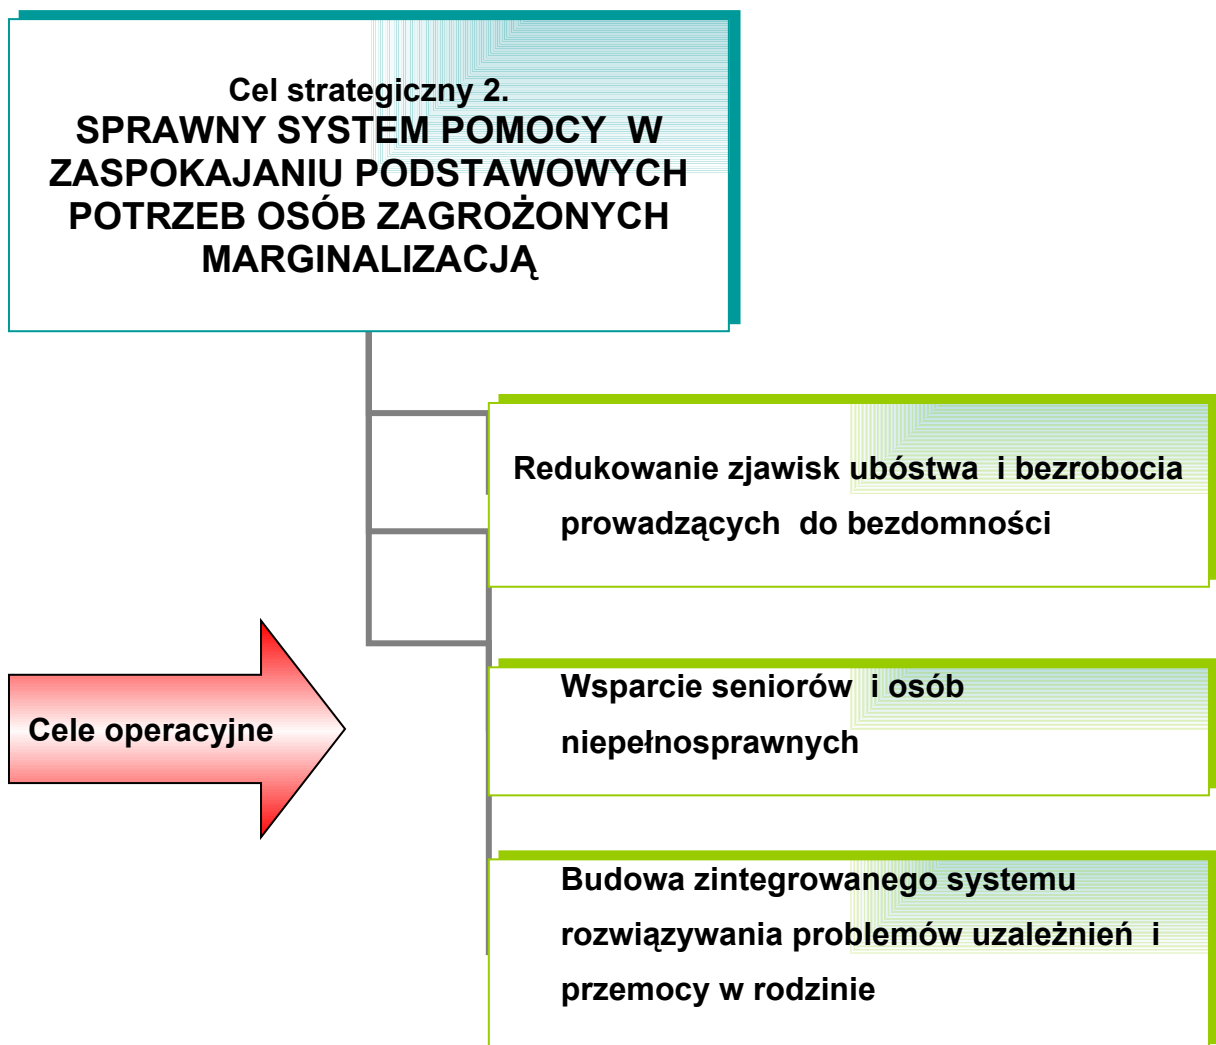 Cel strategiczny 2.
SPRAWNY SYSTEM POMOCY W
ZASPOKAJANIU PODSTAWOWYCH
POTRZEB OSÓB ZAGROŻONYCH
MARGINALIZACJĄ
Redukowanie zjawisk ubóstwa i bezrobocia
prowadzących do bezdomności
Cele operacyjne
Wsparcie seniorów i osób
niepełnosprawnych
Budowa zintegrowanego systemu
rozwiązywania problemów uzależnień i
przemocy w rodzinie